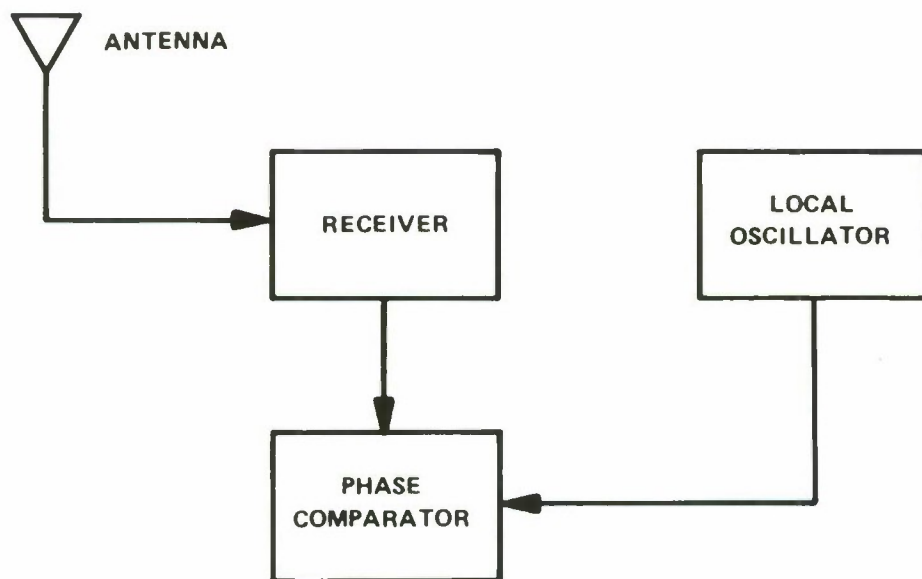 ANTENNA
RECEIVER
LOCAL
OSCILLATOR
PHASE
COMPARATOR